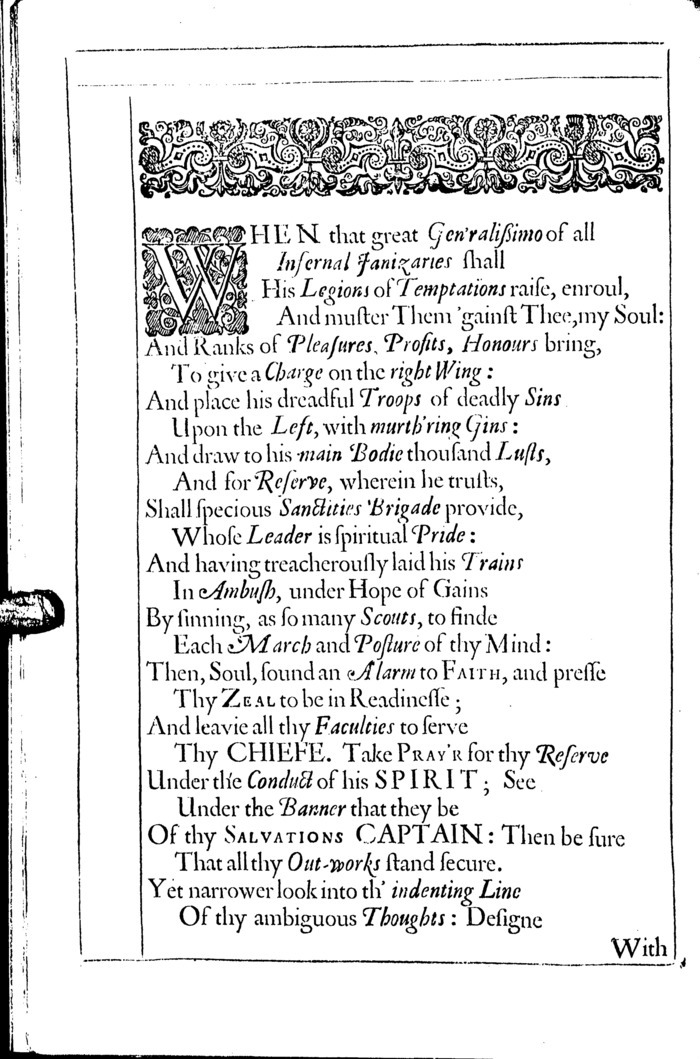 WHEN that great Gen'raliſſimo of all
Infernal Janizaries ſhall
His Legions of Temptations raiſe, enroul,
And muſter Them 'gainſt Thee, my Soul:
And Ranks of Pleaſures, Profits, Honours bring,
To give a Charge on the right Wing:
And place his dreadful Troops of deadly Sins
Upon the Left, with murth'ring Gins:
And draw to his main Bodie thouſand Luſts,
And for Reſerve, wherein he truſts,
Shall ſpecious Sanctities Brigade provide,
Whoſe Leader is ſpiritual Pride:
And having treacherouſly laid his Trains
In Ambuſh, under Hope of Gains
By ſinning, as ſo many Scouts, to finde
Each March and Poſture of thy Mind:
Then, Soul, ſound an Alarm to FAITH, and preſſe
Thy ZEAL to be in Readineſſe;
And leavie all thy Faculties to ſerve
Thy CHIEFE. Take PRAY'R for thy Reſerve
Under the Conduct of his SPIRIT; See
Under the Banner that they be
Of thy SALVATIONS CAPTAIN: Then be ſure
That all thy Out-works ſtand ſecure.
Yet narrower look into th' indenting Line
Of thy ambiguous Thoughts: Deſigne
With